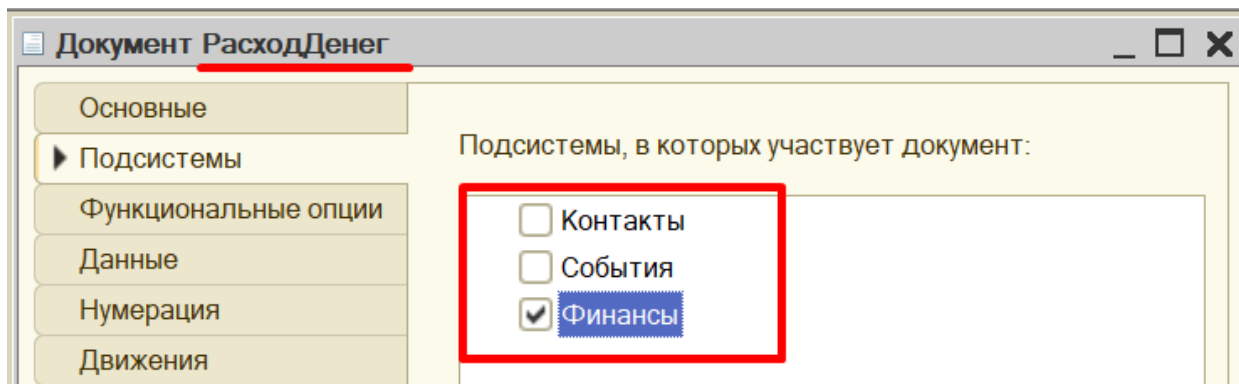 Документ РасходДенег
Основные
Подсистемы
Функциональные опции
Данные
Нумерация
Движения
Подсистемы, в которых участвует документ:
Контакты
События
Финансы